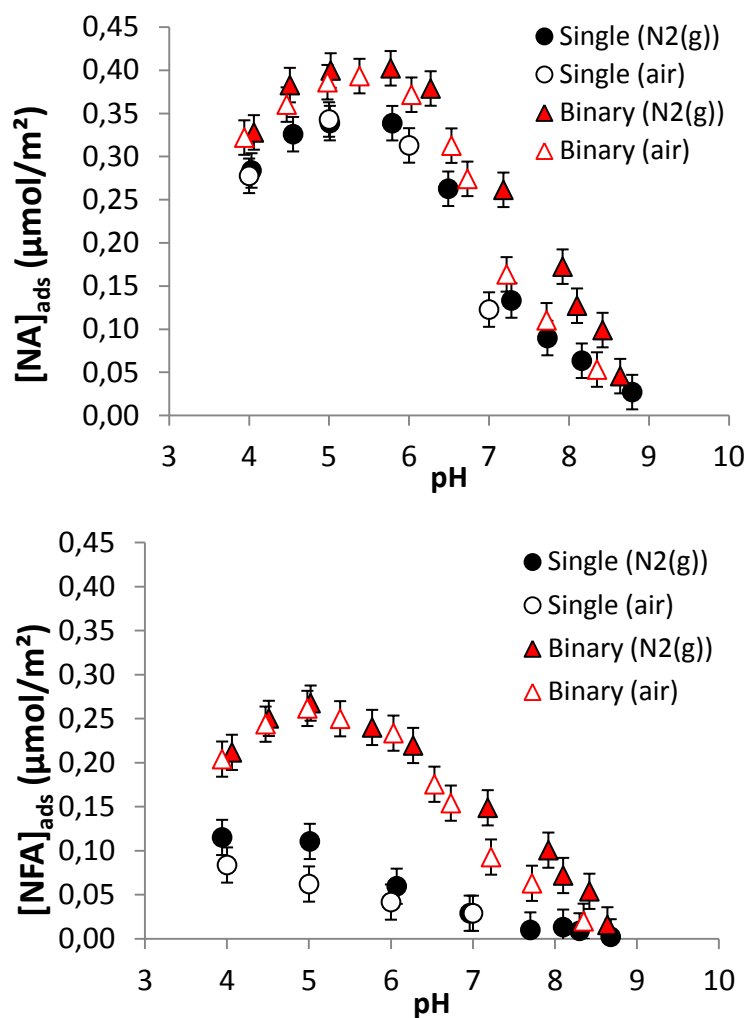 Single (N2(g))
Single (air)
Binary (N2(g))
Binary (air)
0,45
0,40
0,35
0,30
0,25
0,20
0,15
0,10
0,05
0,00
[NA]ads (µmol/m²)
3 4 5 6 7 8 9 10
pH
Single (N2(g))
Single (air)
Binary (N2(g))
Binary (air)
0,45
0,40
0,35
0,30
0,25
0,20
0,15
0,10
0,05
0,00
[NFA]ads (µmol/m²)
3 4 5 6 7 8 9 10
pH